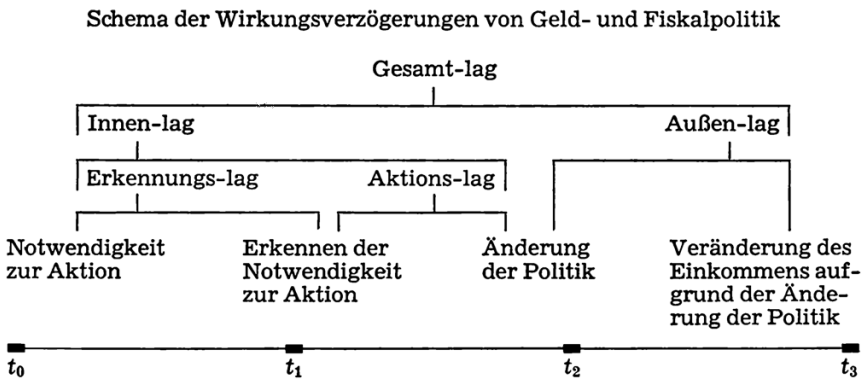 Schema der Wirkungsverzögerungen von Geld- und Fiskalpolitik
Gesamt-lag
Innen-lag
Außen-lag
Erkennungs-lag
Aktions-lag
Notwendigkeit
zur Aktion
Erkennen der
Notwendigkeit
zur Aktion
Änderung
der Politik
Veränderung des
Einkommens auf-
grund der Ände-
rung der Politik
t0
t1
t2
t3